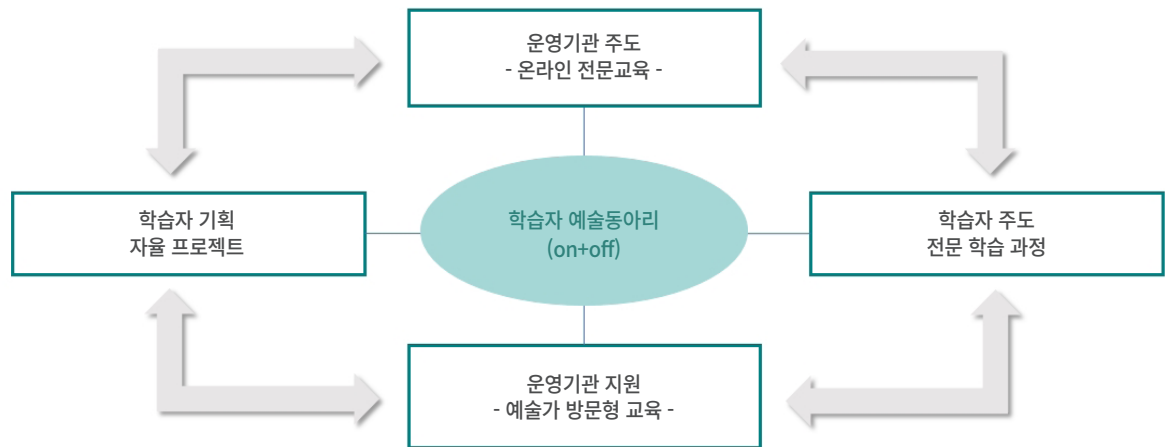 운영기관 주도
- 온라인 전문교육 -
학습자 기획
자율 프로젝트
학습자 예술동아리
(on+off)
학습자 주도
전문 학습 과정
운영기관 지원
- 예술가 방문형 교육 -